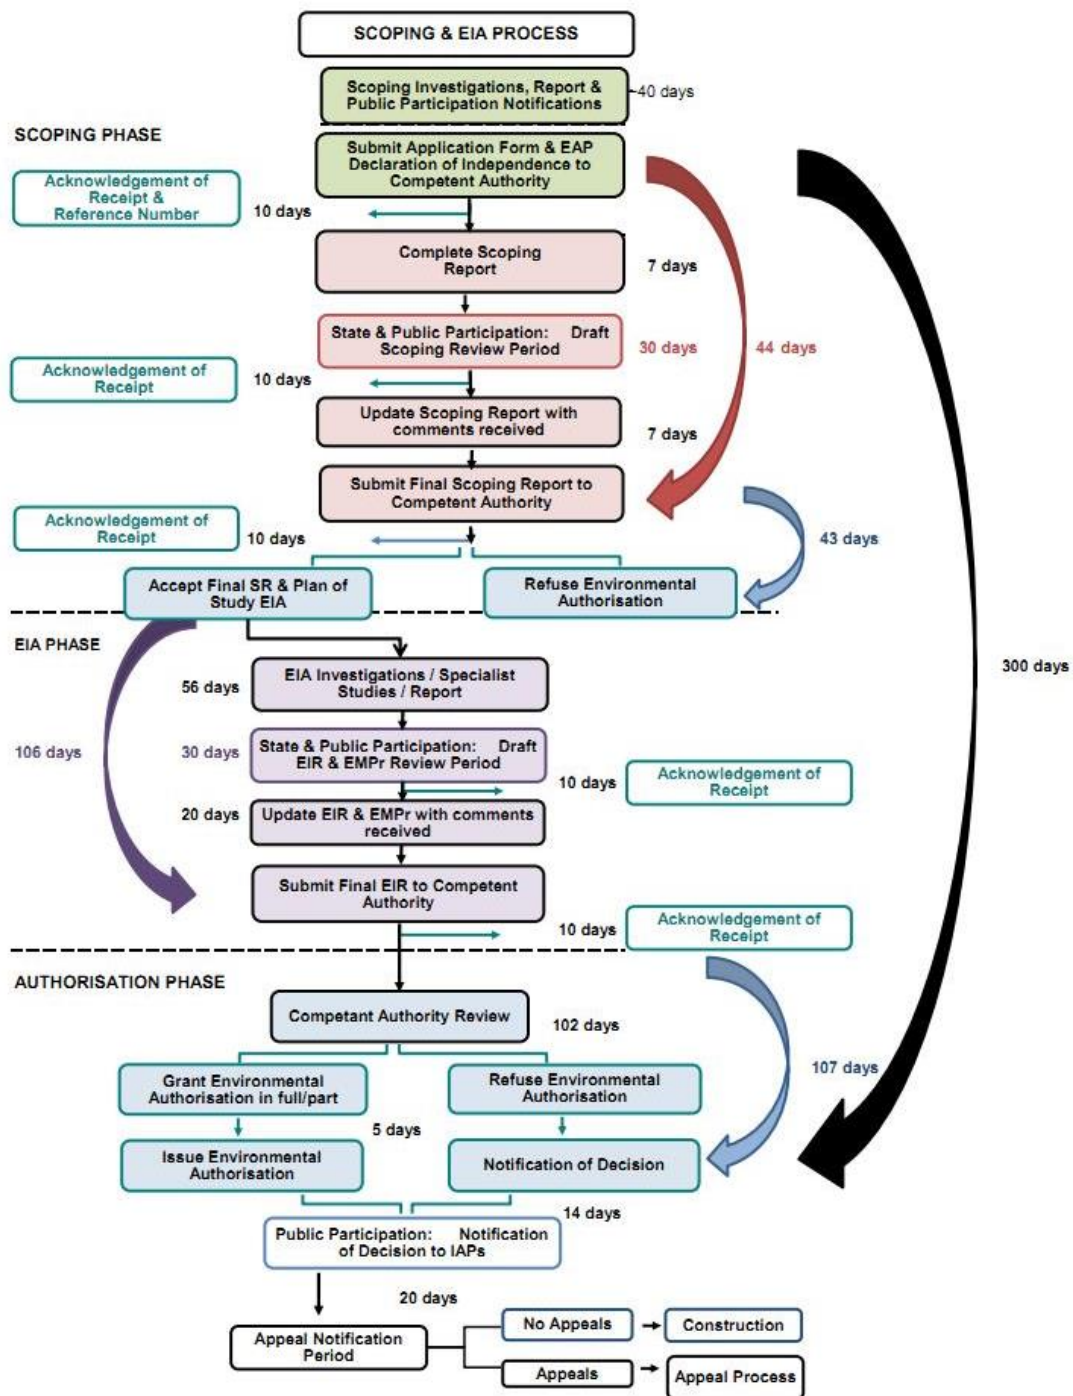 SCOPING & EIA PROCESS
Scoping Investigations, Report &
Public Participation Notifications
40 days
SCOPING PHASE
Submit Application Form & EAP
Declaration of Independence to
Competent Authority
Acknowledgement of
Receipt &
Reference Number
10 days
Complete Scoping
Report
7 days
State & Public Participation: Draft
Scoping Review Period
30 days
44 days
Acknowledgement of
Receipt
10 days
Update Scoping Report with
comments received
7 days
Submit Final Scoping Report to
Competent Authority
Acknowledgement of
Receipt
10 days
43 days
Accept Final SR & Plan of
Study EIA
Refuse Environmental
Authorisation
EIA PHASE
300 days
EIA Investigations / Specialist
Studies / Report
56 days
106 days
30 days
State & Public Participation: Draft
EIR & EMPr Review Period
10 days
Acknowledgement of
Receipt
20 days
Update EIR & EMPr with comments
received
Submit Final EIR to Competent
Authority
10 days
Acknowledgement of
Receipt
AUTHORISATION PHASE
Competant Authority Review
102 days
107 days
Grant Environmental
Authorisation in full/part
Refuse Environmental
Authorisation
5 days
Issue Environmental
Authorisation
Notification of Decision
14 days
Public Participation: Notification
of Decision to IAPs
20 days
Appeal Notification
Period
No Appeals
Construction
Appeals
Appeal Process